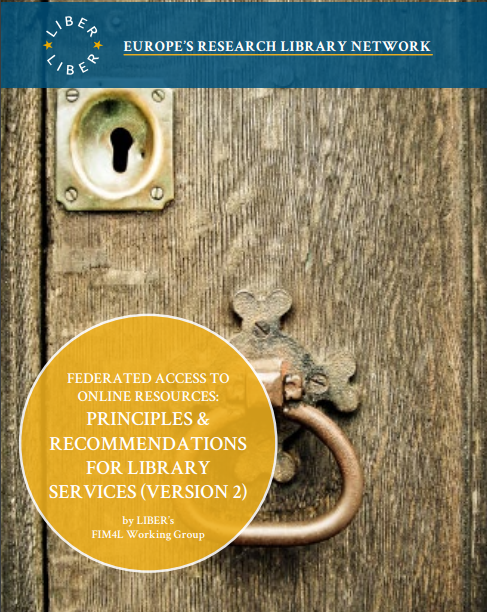 LIBER
LIBER
EUROPE'S RESEARCH LIBRARY NETWORK
FEDERATED ACCESS TO
ONLINE RESOURCES:
PRINCIPLES &
RECOMMENDATIONS
FOR LIBRARY
SERVICES (VERSION 2)
by LIBER's
FIM4L Working Group